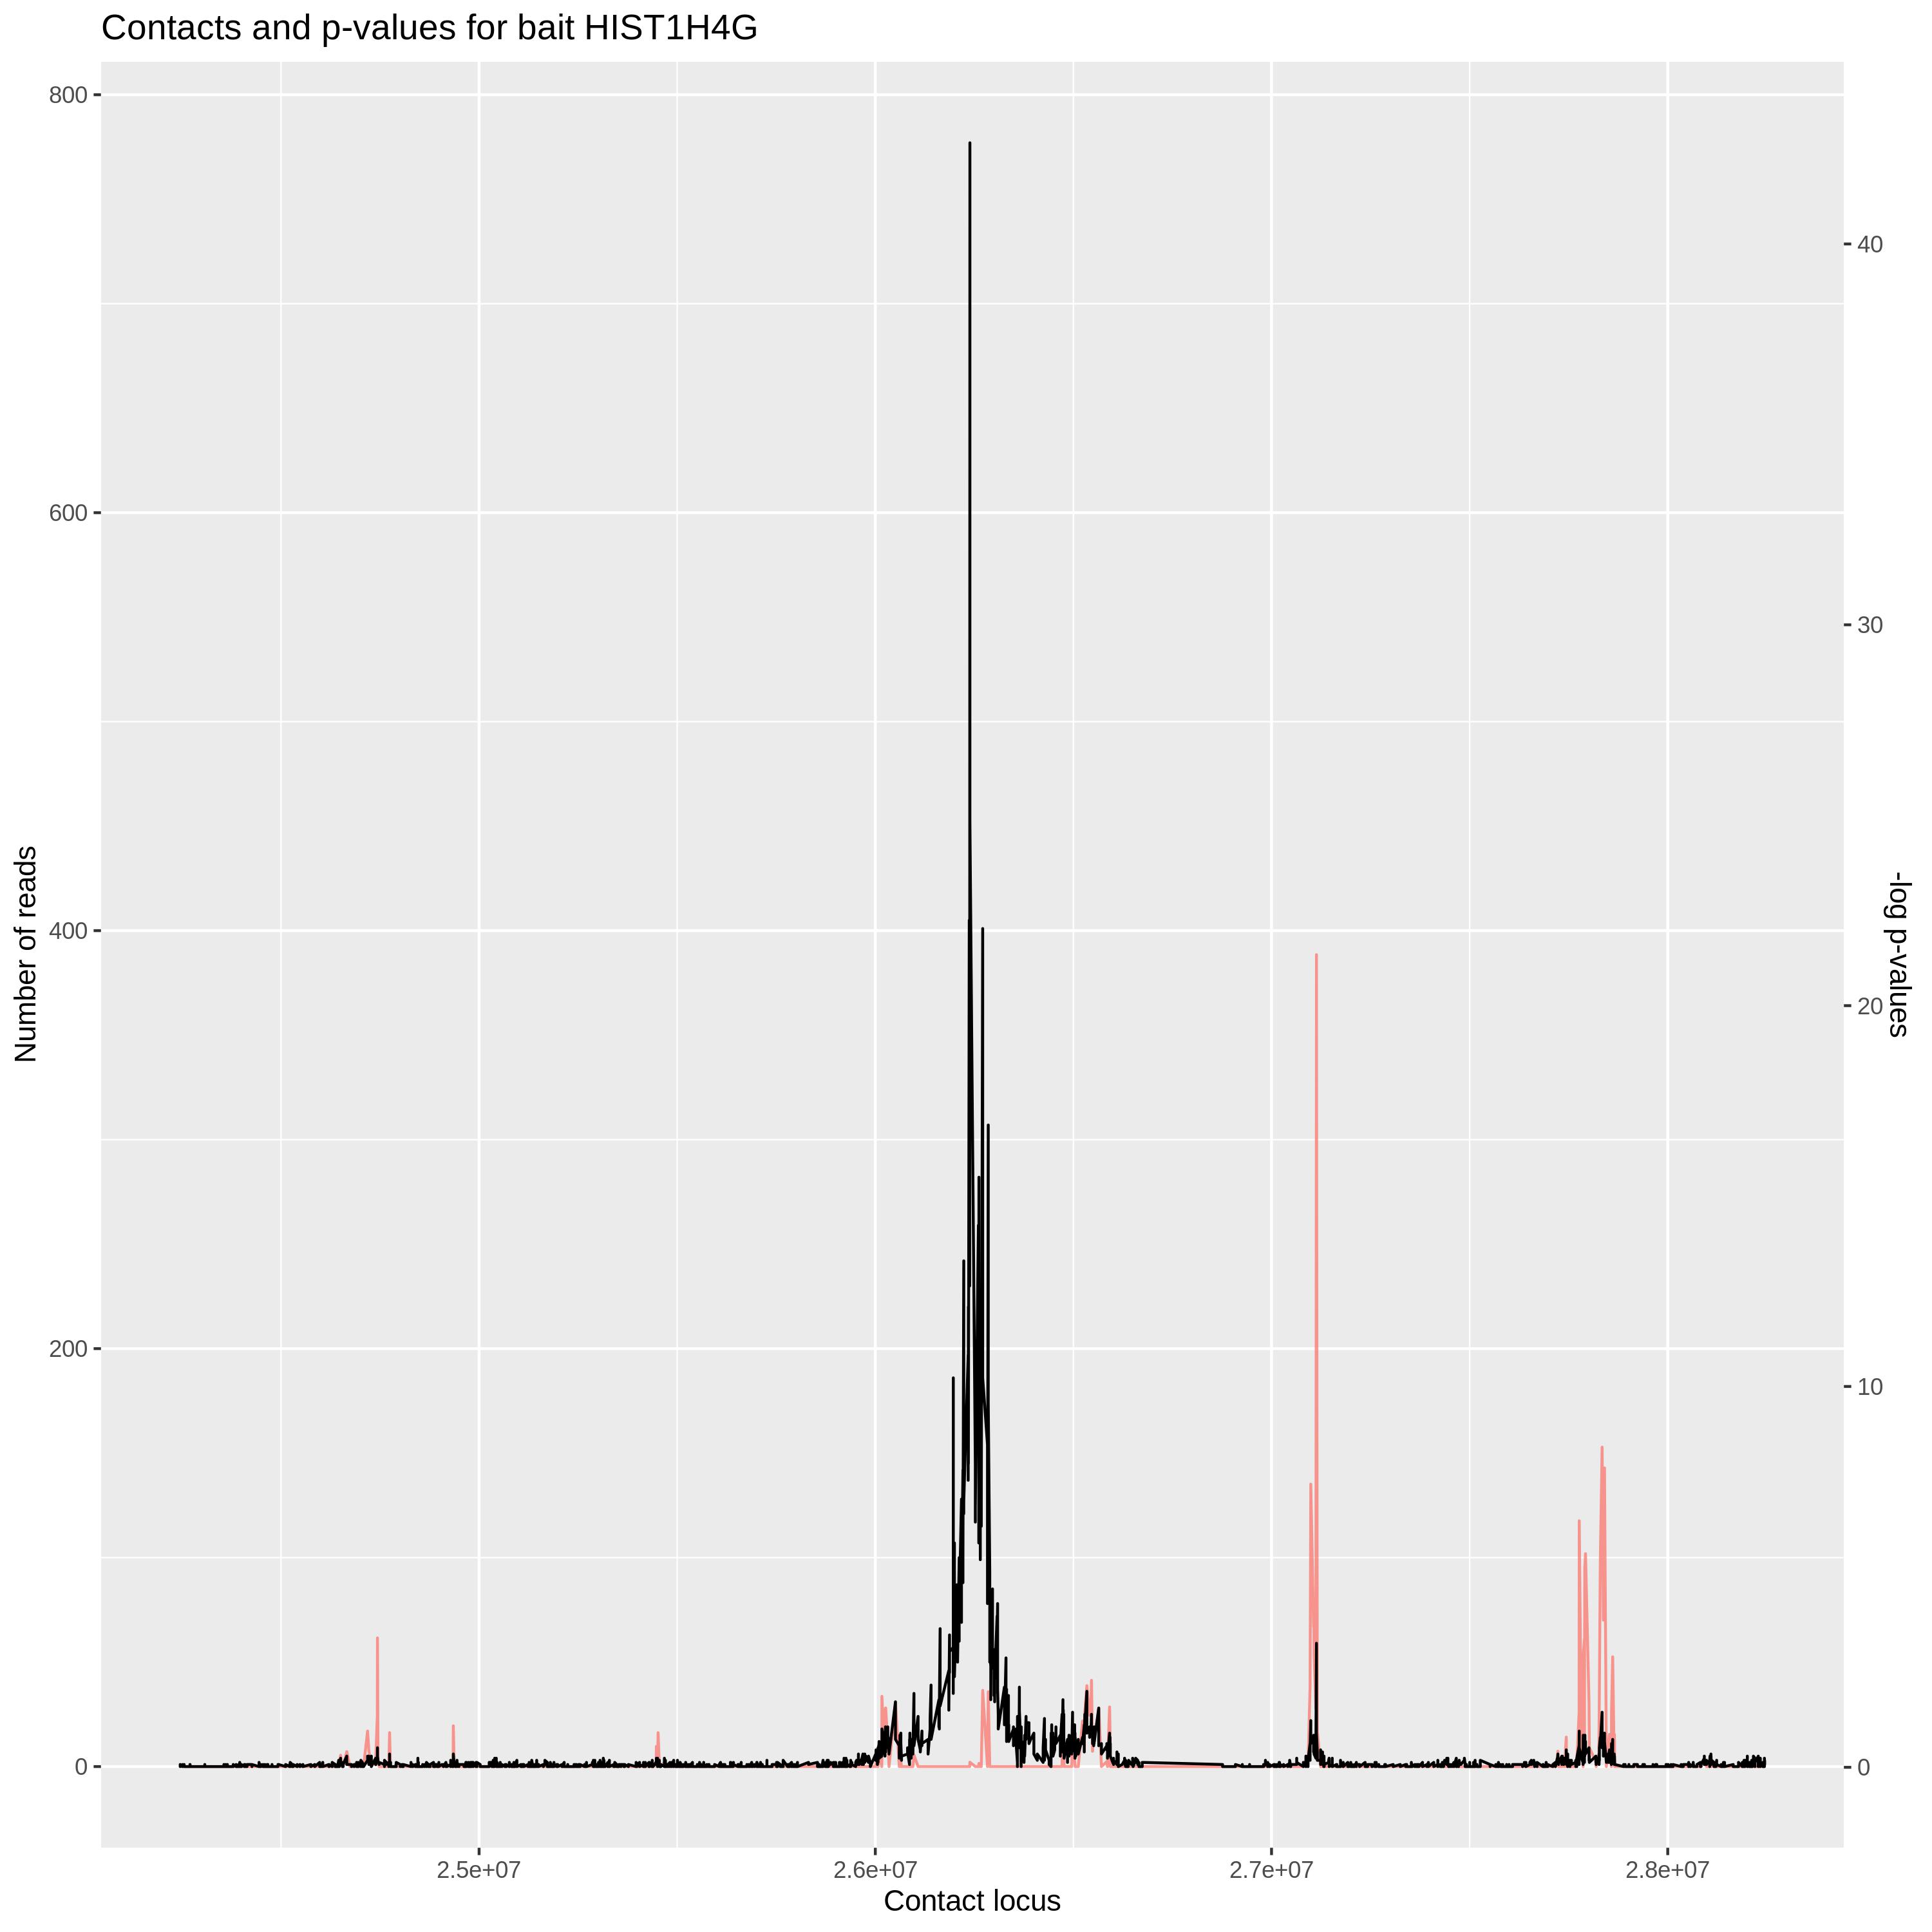 Contacts and p-values for bait HIST1H4G
800
600
400
200
0
Number of reads
40
30
20
10
0
-log p-values
2.5e+07
2.6e+07
2.7e+07
2.8e+07
Contact locus